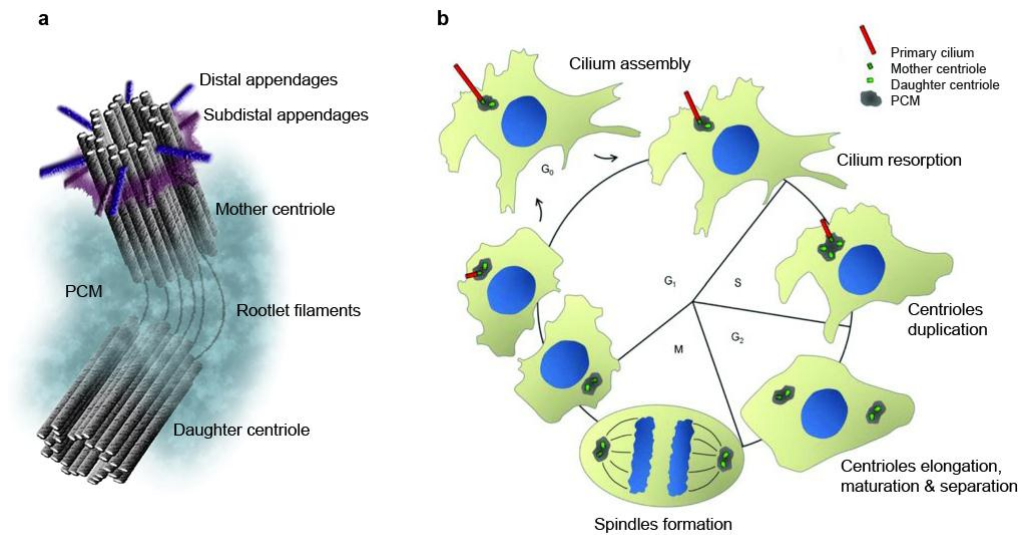 a
Distal appendages
Subdistal appendages
Mother centriole
PCM
Rootlet filaments
Daughter centriole
b
Primary cilium
Mother centriole
Daughter centriole
PCM
Cilium assembly
Cilium resorption
G₀
G₁
S
G₂
M
Centrioles
duplication
Centrioles elongation,
maturation & separation
Spindles formation